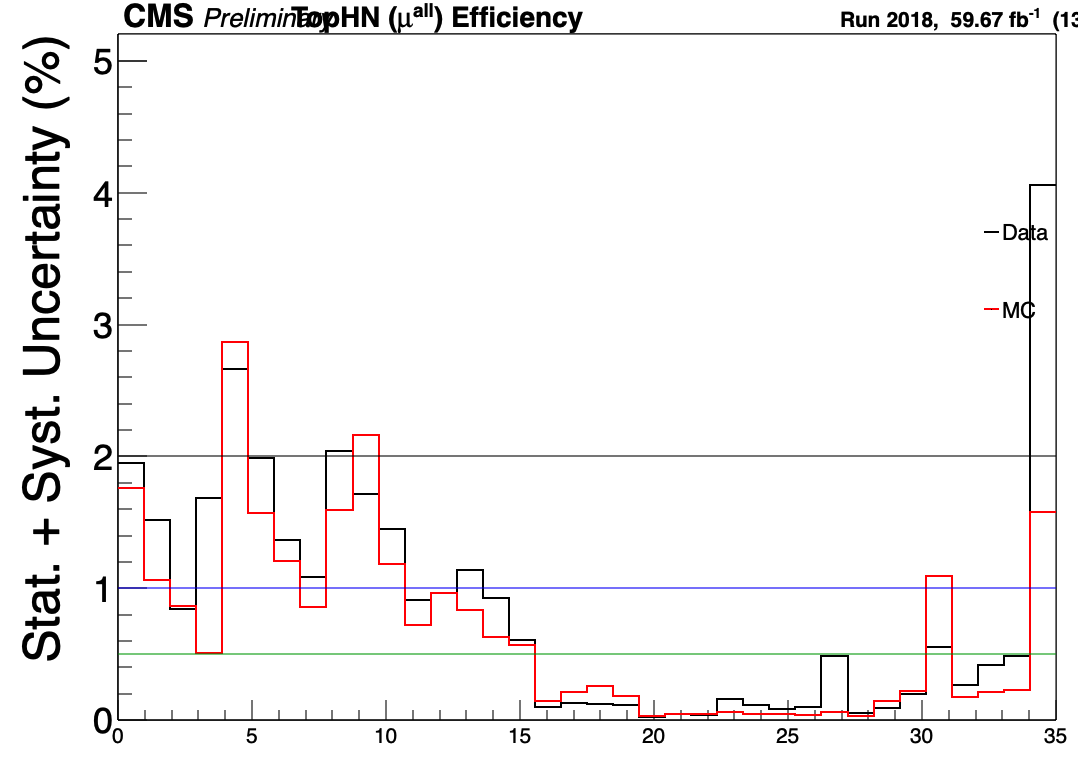 CMS Preliminary TopHN (μall) Efficiency Run 2018, 59.67 fb-1 (13
Stat. + Syst. Uncertainty (%)
5
4
Data
3
MC
2
1
0
0 5 10 15 20 25 30 35